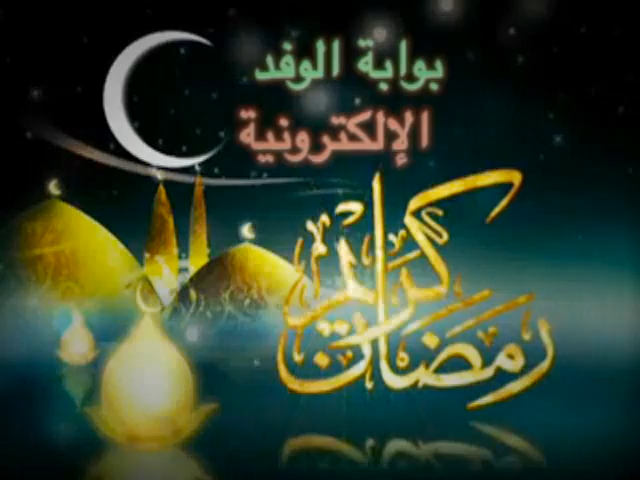 بوابة الوفد
الإلكترونية
رمضان كريم